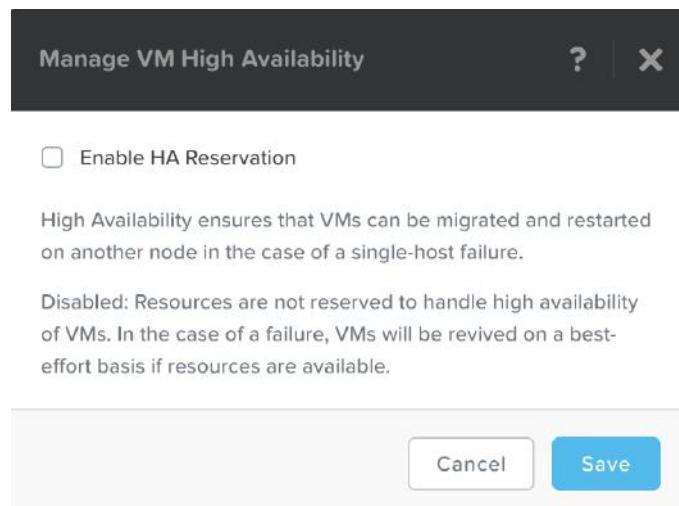 Manage VM High Availability ?
Enable HA Reservation
High Availability ensures that VMs can be migrated and restarted
on another node in the case of a single-host failure.
Disabled: Resources are not reserved to handle high availability
of VMs. In the case of a failure, VMs will be revived on a best-
effort basis if resources are available.
Cancel Save